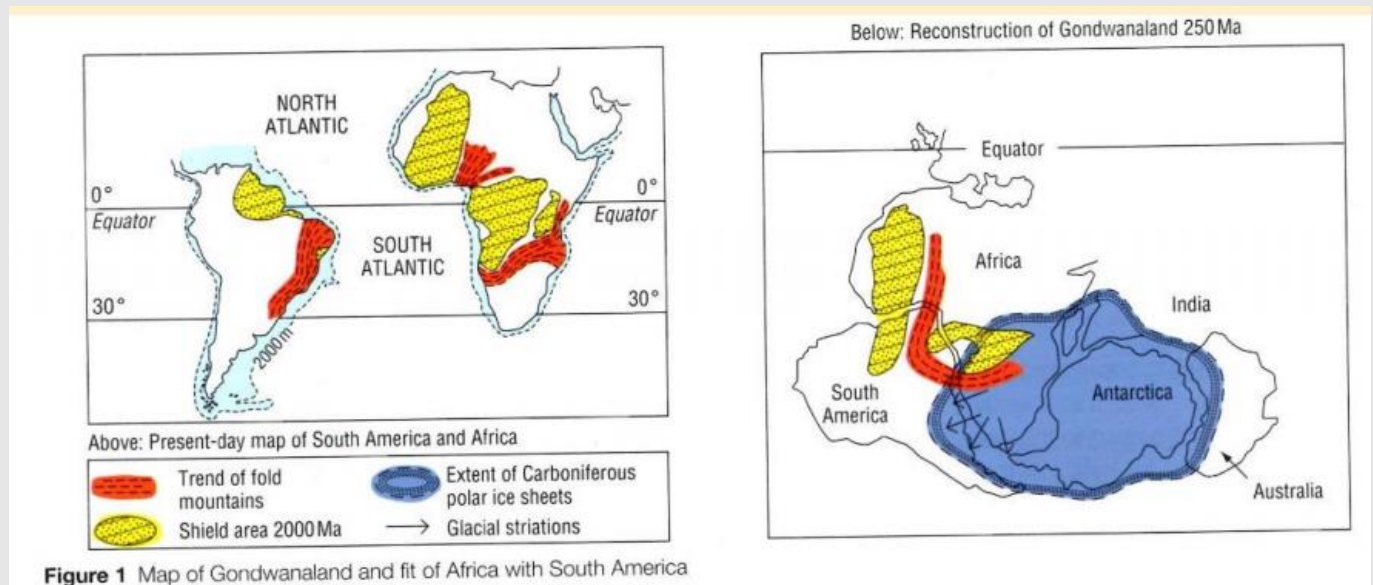 Below: Reconstruction of Gondwanaland 250 Ma
NORTH
ATLANTIC
0°
Equator
0°
Equator
SOUTH
ATLANTIC
30°
30°
2000m
Above: Present-day map of South America and Africa
Trend of fold
mountains
Extent of Carboniferous
polar ice sheets
Shield area 2000 Ma
Glacial striations
Equator
Africa
India
South
America
Antarctica
Australia
Figure 1 Map of Gondwanaland and fit of Africa with South America